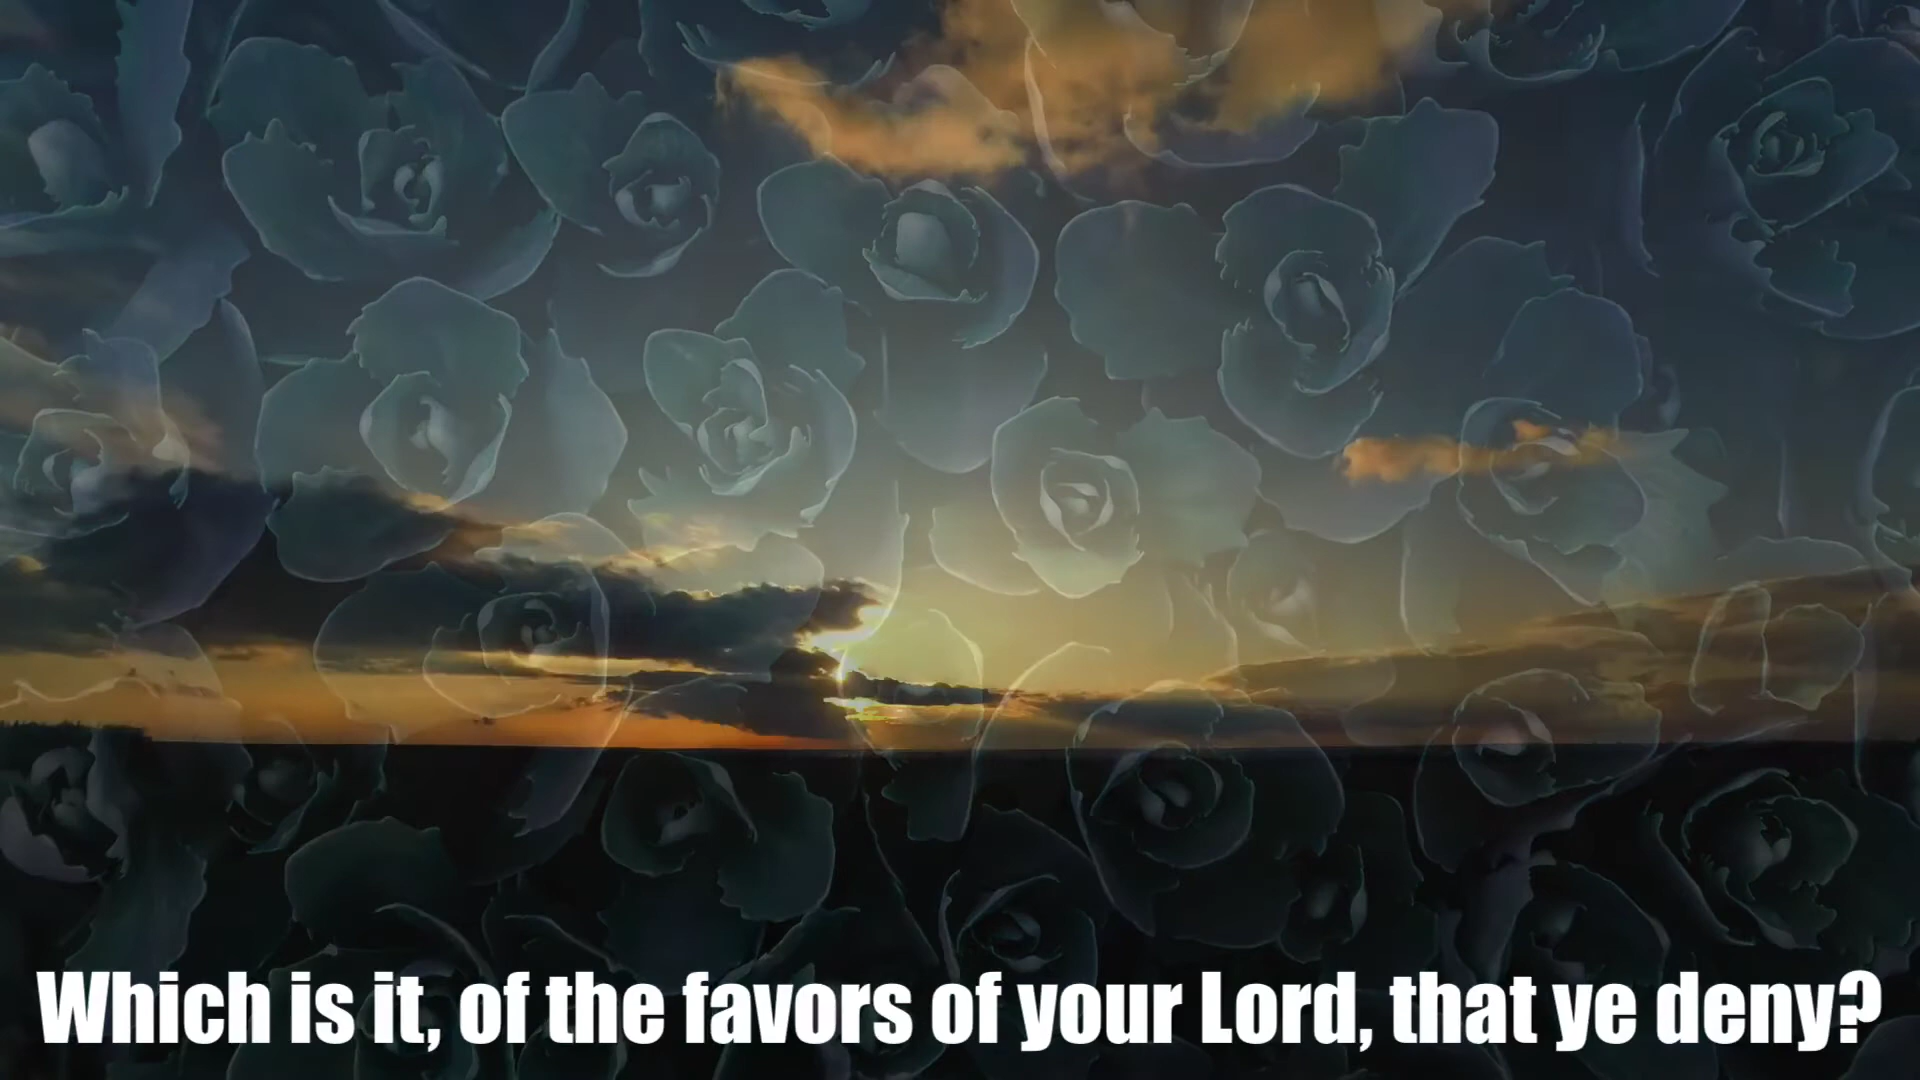 Which is it, of the favors of your Lord, that ye deny?